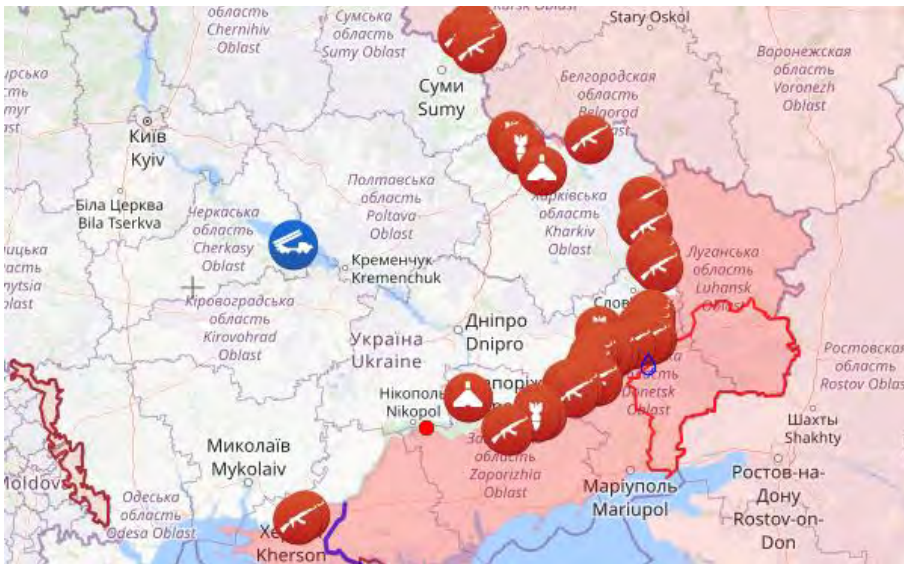 область
Chernihiv
Oblast
Сумська
область
Sumy Oblast
Kursk Oblast
Stary Oskol
Воронежская
область
Voronezh
Oblast
Белгородская
область
Belgorod
Суми
Sumy
Київ
Kyiv
Біла Церква
Bila Tserkva
Полтавська
область
Poltava
Oblast
Черкаська
область
Cherkasy
Oblast
область
Kharkiv
Oblast
Луганська
область
Luhansk
Кременчук
Kremenchuk
Кіровоградська
область
Kirovohrad
Oblast
Україна
Ukraine
Дніпро
Dnipro
Нікополь
Nikopol
Donetsk
Oblast
Ростовская
область
Rostov Oblast
Шахты
Shakhty
Миколаїв
Mykolaiv
область
Zaporizhia
Oblast
Маріуполь
Mariupol
Ростов-на-
Дону
Rostov-on-
Don
Moldova
Одеська
область
Odesa Oblast
Kherson